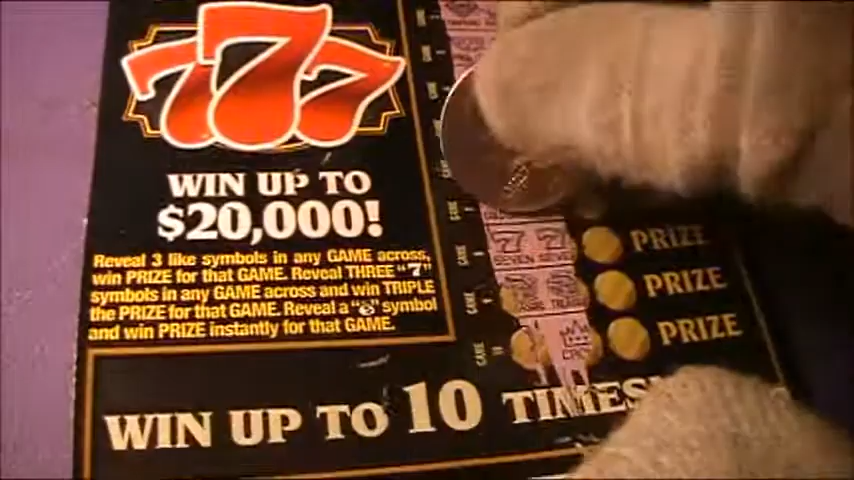 777
WIN UP TO
$20,000!
Reveal 3 like symbols in any GAME across,
win PRIZE for that GAME. Reveal THREE "7"
symbols in any GAME across and win TRIPLE
the PRIZE for that GAME. Reveal a "$" symbol
and win PRIZE instantly for that GAME.
7 7 PRIZE
SEVEN SEVEN
PRIZE
PRIZE
WIN UP TO 10 TIMES